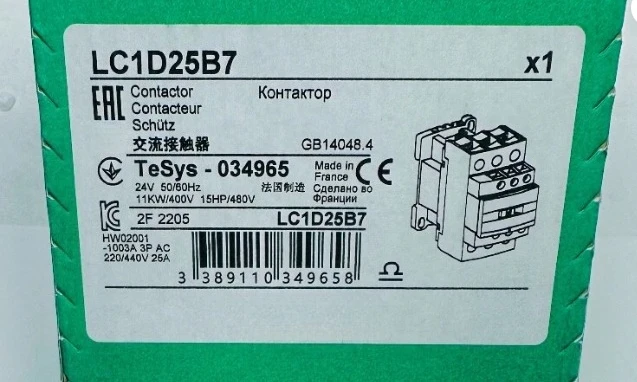 LC1D25B7 x1
EAC Contactor Контактор
Contacteur
Schütz
交流接触器 GB14048.4
TeSys - 034965 Made in France CE
24V 50/60Hz 法国制造 Сделано во
11KW/400V 15HP/480V Франции
2F 2205 LC1D25B7
HW02001
-1003A 3P AC
220/440V 25A
3 389110 349658